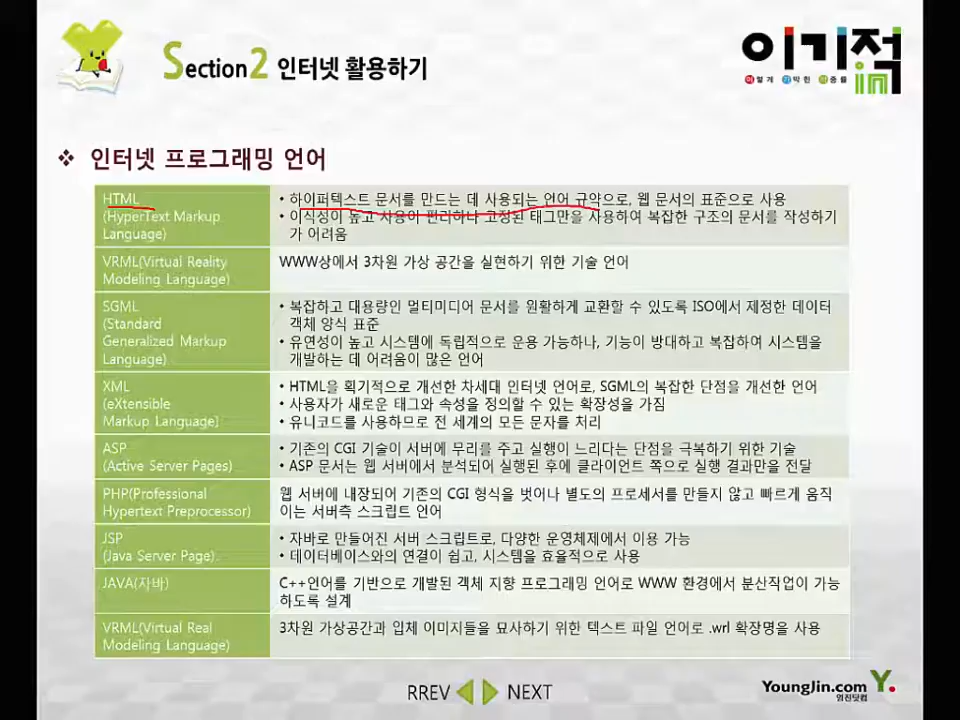 Section2 인터넷 활용하기
이기적in
이렇게 기막힌 적중률
❖ 인터넷 프로그래밍 언어
HTML
(HyperText Markup
Language)
• 하이퍼텍스트 문서를 만드는 데 사용되는 언어 규약으로, 웹 문서의 표준으로 사용
• 이식성이 높고 사용이 편리하나 고정된 태그만을 사용하여 복잡한 구조의 문서를 작성하기
가 어려움
VRML(Virtual Reality
Modeling Language)
WWW상에서 3차원 가상 공간을 실현하기 위한 기술 언어
SGML
(Standard
Generalized Markup
Language)
• 복잡하고 대용량인 멀티미디어 문서를 원활하게 교환할 수 있도록 ISO에서 제정한 데이터
객체 양식 표준
• 유연성이 높고 시스템에 독립적으로 운용 가능하나, 기능이 방대하고 복잡하여 시스템을
개발하는 데 어려움이 많은 언어
XML
(eXtensible
Markup Language)
• HTML을 획기적으로 개선한 차세대 인터넷 언어로, SGML의 복잡한 단점을 개선한 언어
• 사용자가 새로운 태그와 속성을 정의할 수 있는 확장성을 가짐
• 유니코드를 사용하므로 전 세계의 모든 문자를 처리
ASP
(Active Server Pages)
• 기존의 CGI 기술이 서버에 무리를 주고 실행이 느리다는 단점을 극복하기 위한 기술
• ASP 문서는 웹 서버에서 분석되어 실행된 후에 클라이언트 쪽으로 실행 결과만을 전달
PHP(Professional
Hypertext Preprocessor)
웹 서버에 내장되어 기존의 CGI 형식을 벗어나 별도의 프로세서를 만들지 않고 빠르게 움직
이는 서버측 스크립트 언어
JSP
(Java Server Page)
• 자바로 만들어진 서버 스크립트로, 다양한 운영체제에서 이용 가능
• 데이터베이스와의 연결이 쉽고, 시스템을 효율적으로 사용
JAVA(자바)
C++언어를 기반으로 개발된 객체 지향 프로그래밍 언어로 WWW 환경에서 분산작업이 가능
하도록 설계
VRML(Virtual Real
Modeling Language)
3차원 가상공간과 입체 이미지들을 묘사하기 위한 텍스트 파일 언어로 .wrl 확장명을 사용
RREV NEXT
YoungJin.com Y.
영진닷컴